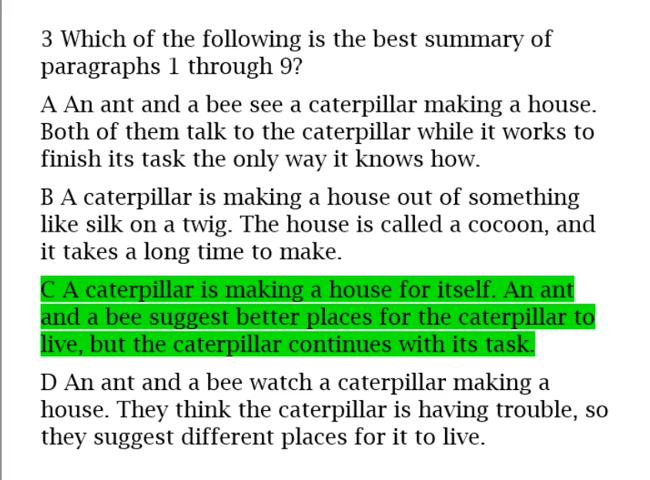 3 Which of the following is the best summary of
paragraphs 1 through 9?
A An ant and a bee see a caterpillar making a house.
Both of them talk to the caterpillar while it works to
finish its task the only way it knows how.
B A caterpillar is making a house out of something
like silk on a twig. The house is called a cocoon, and
it takes a long time to make.
C A caterpillar is making a house for itself. An ant
and a bee suggest better places for the caterpillar to
live, but the caterpillar continues with its task.
D An ant and a bee watch a caterpillar making a
house. They think the caterpillar is having trouble, so
they suggest different places for it to live.